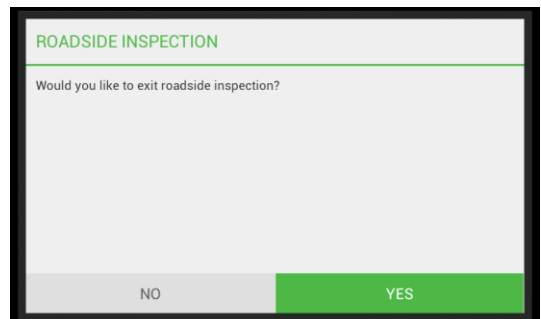 ROADSIDE INSPECTION
Would you like to exit roadside inspection?
NO
YES